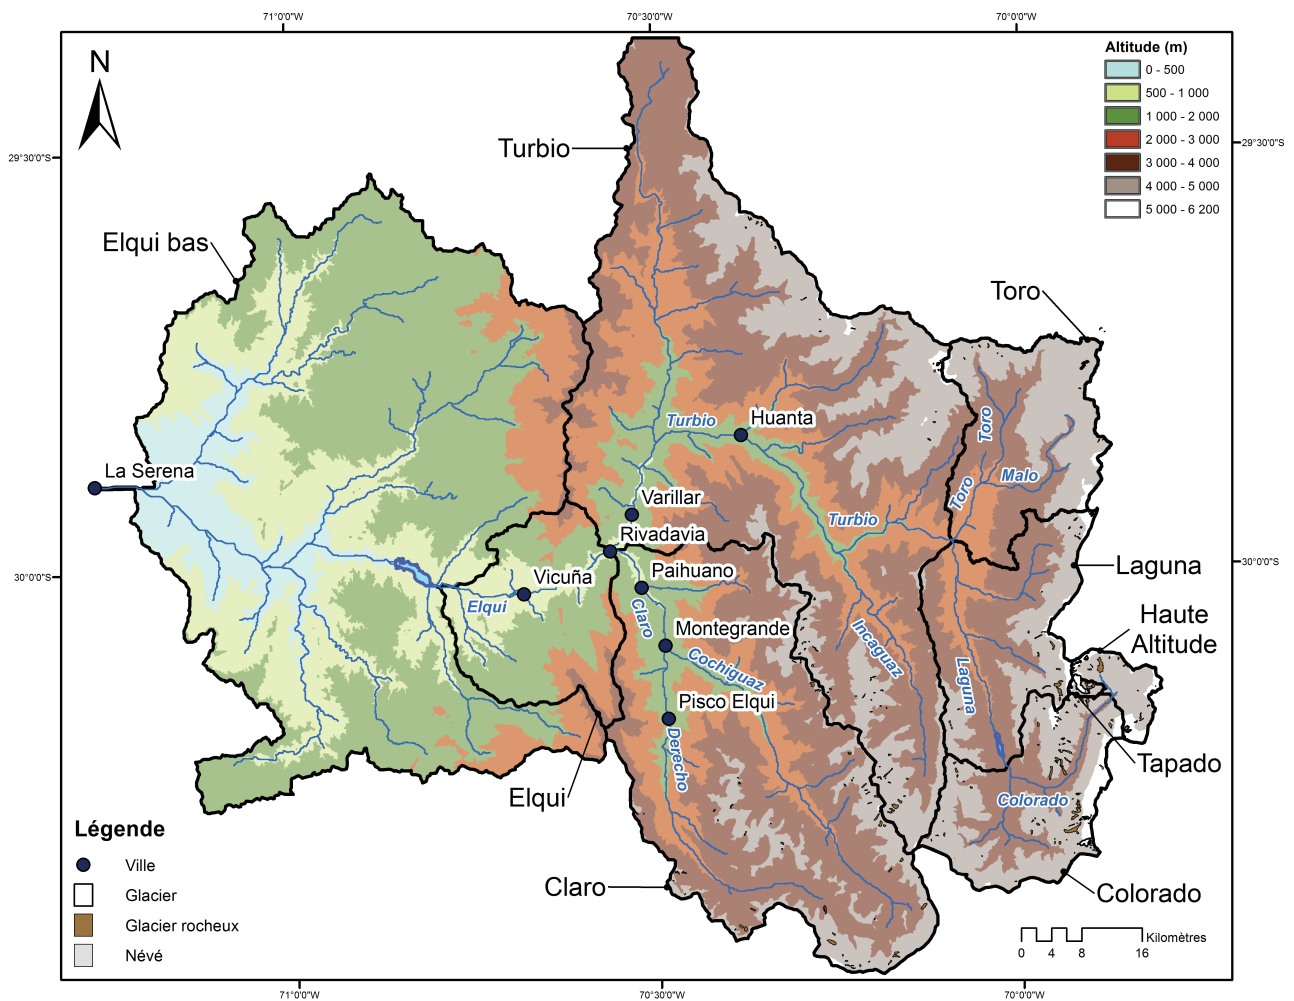 71°0'0"W
70°30'0"W
70°0'0"W
N
Altitude (m)
0 - 500
500 - 1 000
1 000 - 2 000
2 000 - 3 000
3 000 - 4 000
4 000 - 5 000
5 000 - 6 200
29°30'0"S
29°30'0"S
Turbio
Elqui bas
Toro
Turbio
Huanta
Toro
La Serena
Malo
Toro
Varillar
Turbio
Rivadavia
30°0'0"S
30°0'0"S
Vicuña
Paihuano
Laguna
Elqui
Claro
Montegrande
Haute
Altitude
Incaguaz
Cochiguaz
Laguna
Pisco Elqui
Derecho
Tapado
Elqui
Colorado
Légende
Ville
Glacier
Glacier rocheux
Névé
Claro
Colorado
Kilomètres
0 4 8 16
71°0'0"W
70°30'0"W
70°0'0"W